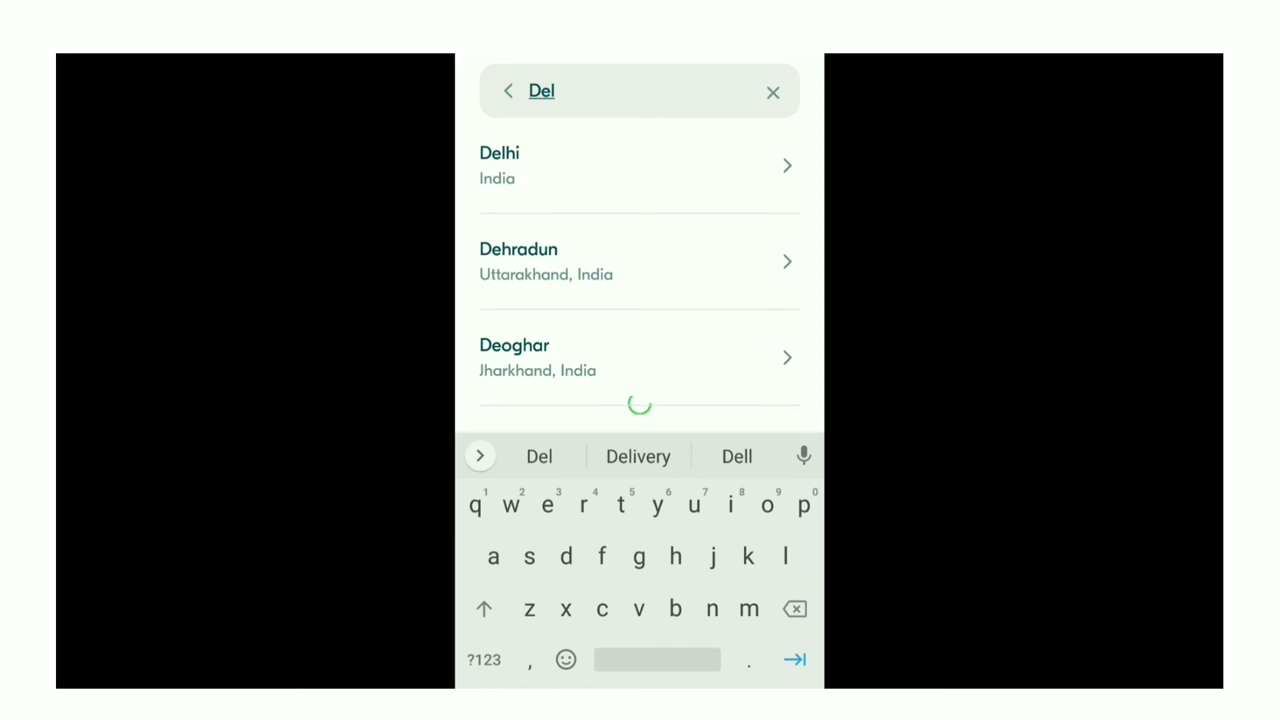 Del
Delhi
India
Dehradun
Uttarakhand, India
Deoghar
Jharkhand, India
Del Delivery Dell
1 2 3 4 5 6 7 8 9 0
q w e r t y u i o p
a s d f g h j k l
z x c v b n m
?123 , .